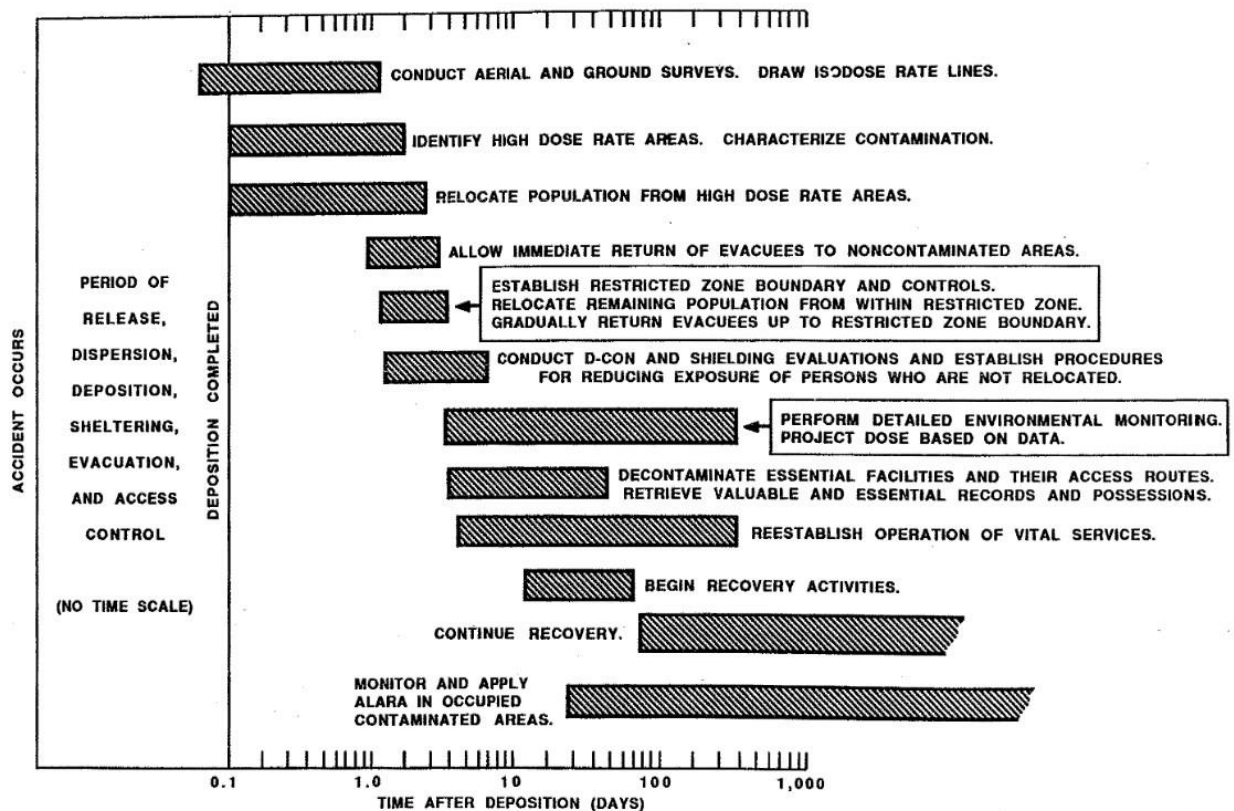 CONDUCT AERIAL AND GROUND SURVEYS. DRAW ISODOSE RATE LINES.
IDENTIFY HIGH DOSE RATE AREAS. CHARACTERIZE CONTAMINATION.
RELOCATE POPULATION FROM HIGH DOSE RATE AREAS.
ALLOW IMMEDIATE RETURN OF EVACUEES TO NONCONTAMINATED AREAS.
ESTABLISH RESTRICTED ZONE BOUNDARY AND CONTROLS.
RELOCATE REMAINING POPULATION FROM WITHIN RESTRICTED ZONE.
GRADUALLY RETURN EVACUEES UP TO RESTRICTED ZONE BOUNDARY.
CONDUCT D-CON AND SHIELDING EVALUATIONS AND ESTABLISH PROCEDURES
FOR REDUCING EXPOSURE OF PERSONS WHO ARE NOT RELOCATED.
PERFORM DETAILED ENVIRONMENTAL MONITORING.
PROJECT DOSE BASED ON DATA.
DECONTAMINATE ESSENTIAL FACILITIES AND THEIR ACCESS ROUTES.
RETRIEVE VALUABLE AND ESSENTIAL RECORDS AND POSSESSIONS.
REESTABLISH OPERATION OF VITAL SERVICES.
BEGIN RECOVERY ACTIVITIES.
CONTINUE RECOVERY.
MONITOR AND APPLY
ALARA IN OCCUPIED
CONTAMINATED AREAS.
ACCIDENT OCCURS
PERIOD OF
RELEASE,
DISPERSION,
DEPOSITION,
SHELTERING,
EVACUATION,
AND ACCESS
CONTROL
(NO TIME SCALE)
DEPOSITION COMPLETED
0.1 1.0 10 100 1,000
TIME AFTER DEPOSITION (DAYS)